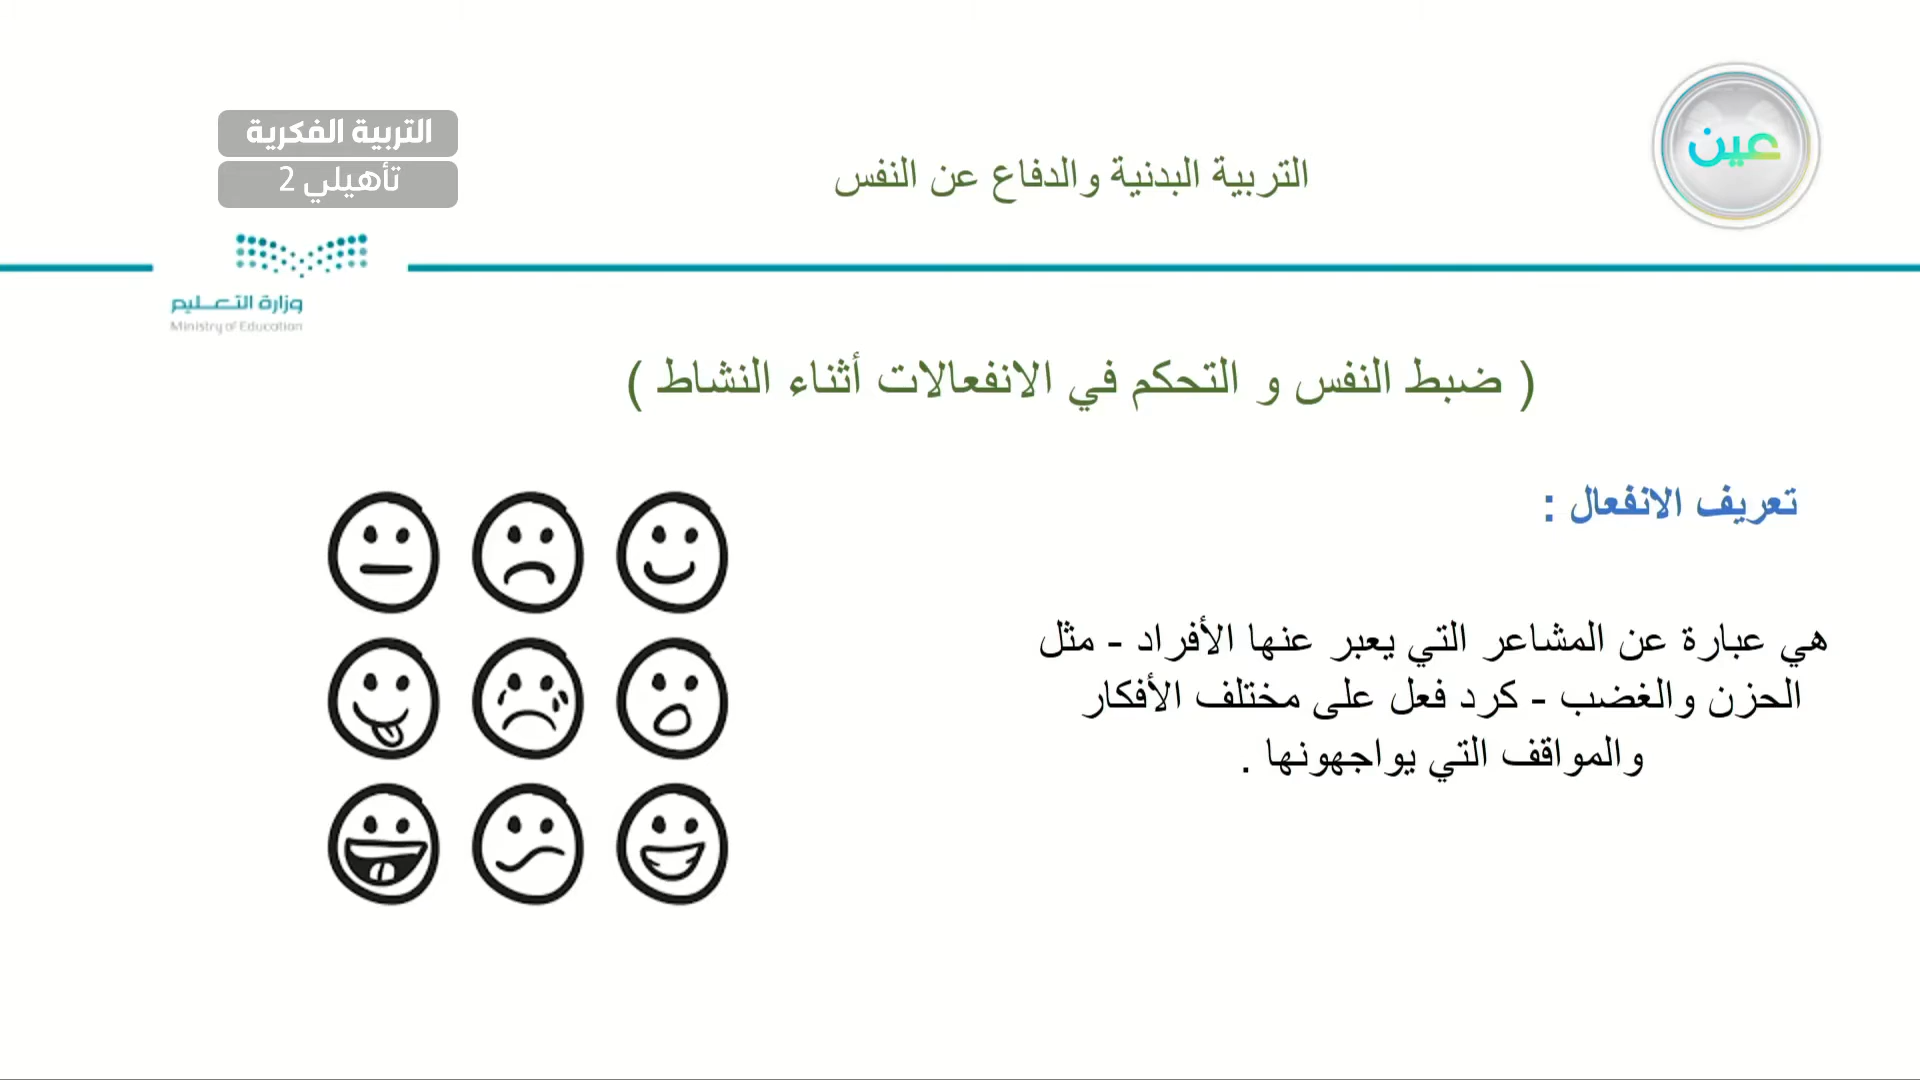 عين
التربية الفكرية
تأهيلي 2
التربية البدنية والدفاع عن النفس
وزارة التعليم
Ministry of Education
( ضبط النفس و التحكم في الانفعالات أثناء النشاط )
تعريف الانفعال :
هي عبارة عن المشاعر التي يعبر عنها الأفراد - مثل
الحزن والغضب - كرد فعل على مختلف الأفكار
والمواقف التي يواجهونها .